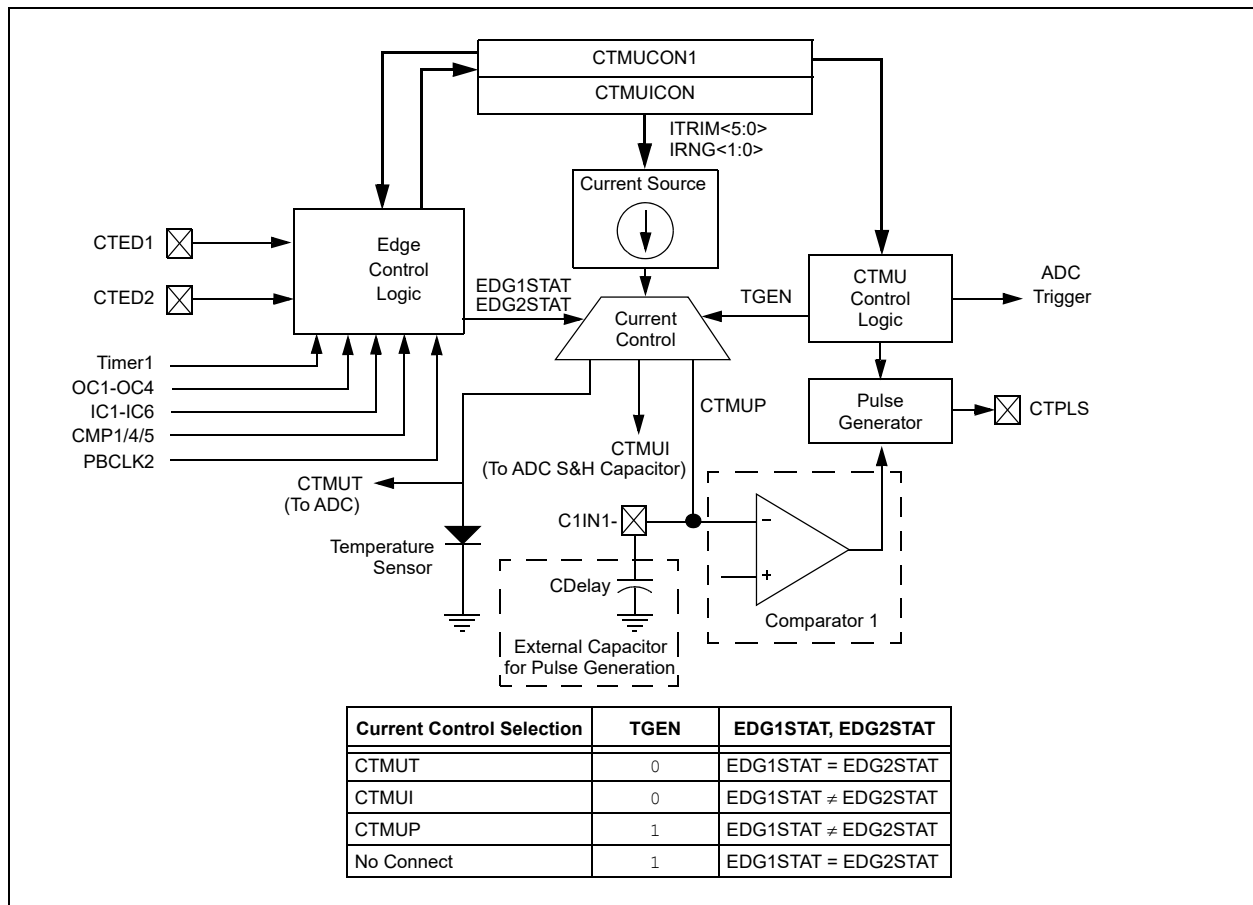 CTMUCON1
CTMUICON
ITRIM<5:0>
IRNG<1:0>
Current Source
CTED1
CTED2
Edge
Control
Logic
EDG1STAT
EDG2STAT
Current
Control
TGEN
CTMU
Control
Logic
ADC
Trigger
Timer1
OC1-OC4
IC1-IC6
CMP1/4/5
PBCLK2
CTMUP
Pulse
Generator
CTPLS
CTMUI
(To ADC S&H Capacitor)
CTMUT
(To ADC)
C1IN1-
–
+
Temperature
Sensor
CDelay
Comparator 1
External Capacitor
for Pulse Generation
Current Control Selection TGEN EDG1STAT, EDG2STAT
CTMUT 0 EDG1STAT = EDG2STAT
CTMUI 0 EDG1STAT ≠ EDG2STAT
CTMUP 1 EDG1STAT ≠ EDG2STAT
No Connect 1 EDG1STAT = EDG2STAT